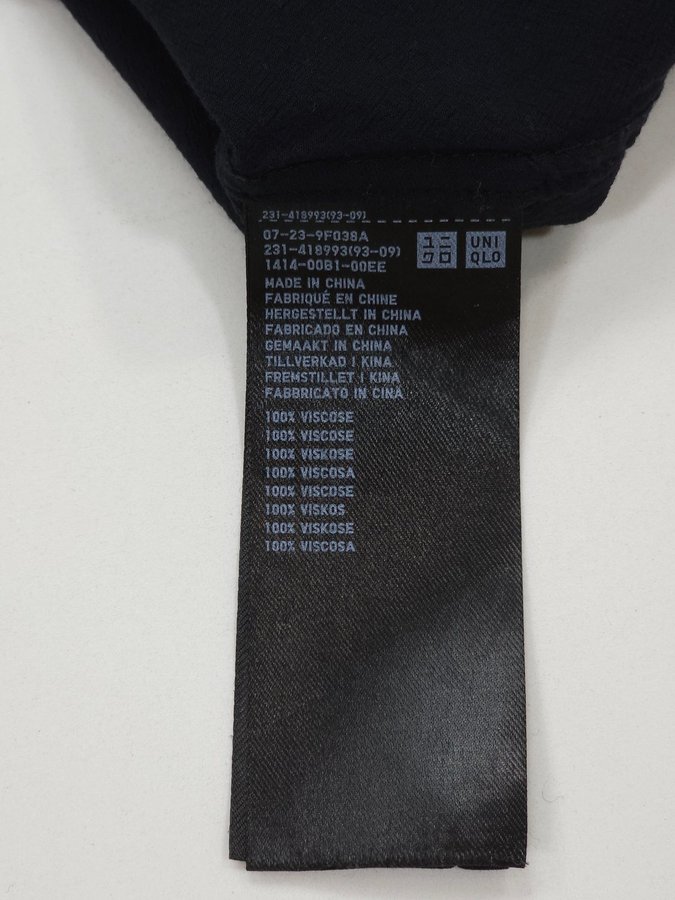 231-418993(93-09)
07-23-9F038A
231-418993(93-09)
1414-00B1-00EE
ユニ
クロ
UNI
QLO
MADE IN CHINA
FABRIQUÉ EN CHINE
HERGESTELLT IN CHINA
FABRICADO EN CHINA
GEMAAKT IN CHINA
TILLVERKAD I KINA
FREMSTILLET I KINA
FABBRICATO IN CINA
100% VISCOSE
100% VISCOSE
100% VISKOSE
100% VISCOSA
100% VISCOSE
100% VISKOS
100% VISKOSE
100% VISCOSA